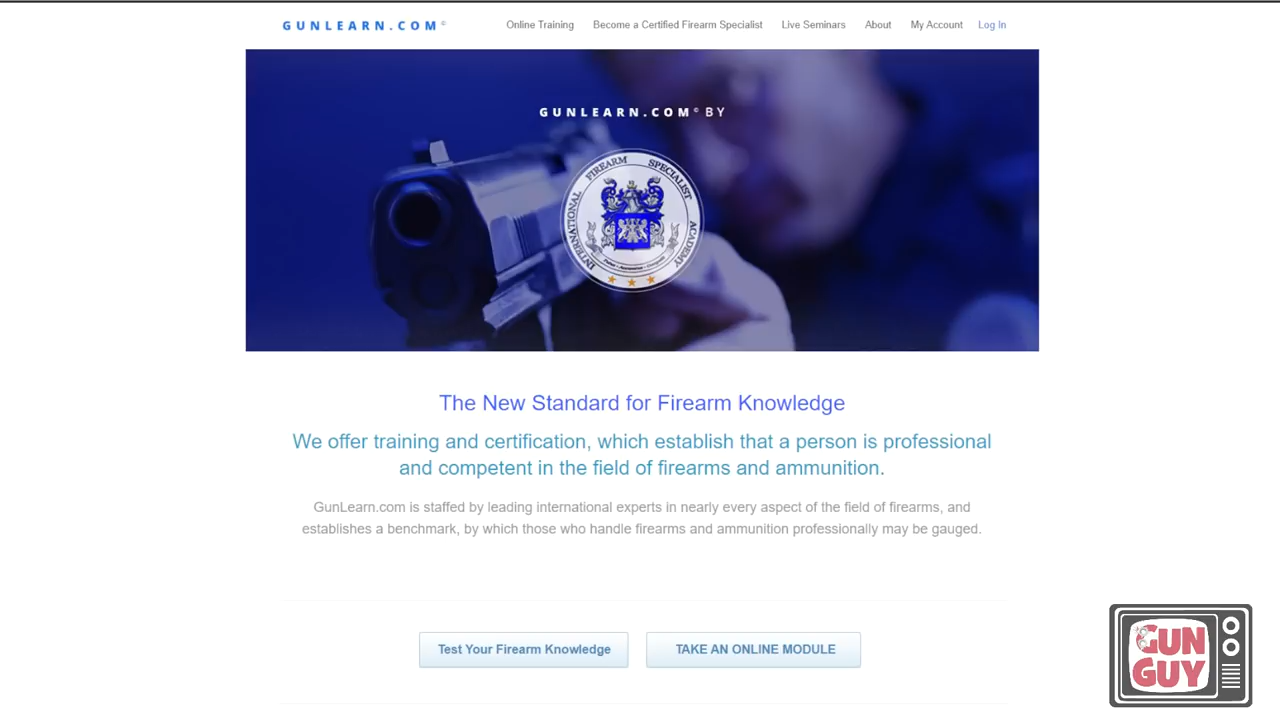 GUNLEARN.COM©
Online Training Become a Certified Firearm Specialist Live Seminars About My Account Log In
GUNLEARN.COM© BY
INTERNATIONAL FIREARM SPECIALIST ACADEMY
The New Standard for Firearm Knowledge
We offer training and certification, which establish that a person is professional
and competent in the field of firearms and ammunition.
GunLearn.com is staffed by leading international experts in nearly every aspect of the field of firearms, and
establishes a benchmark, by which those who handle firearms and ammunition professionally may be gauged.
Test Your Firearm Knowledge TAKE AN ONLINE MODULE
GUN
GUY